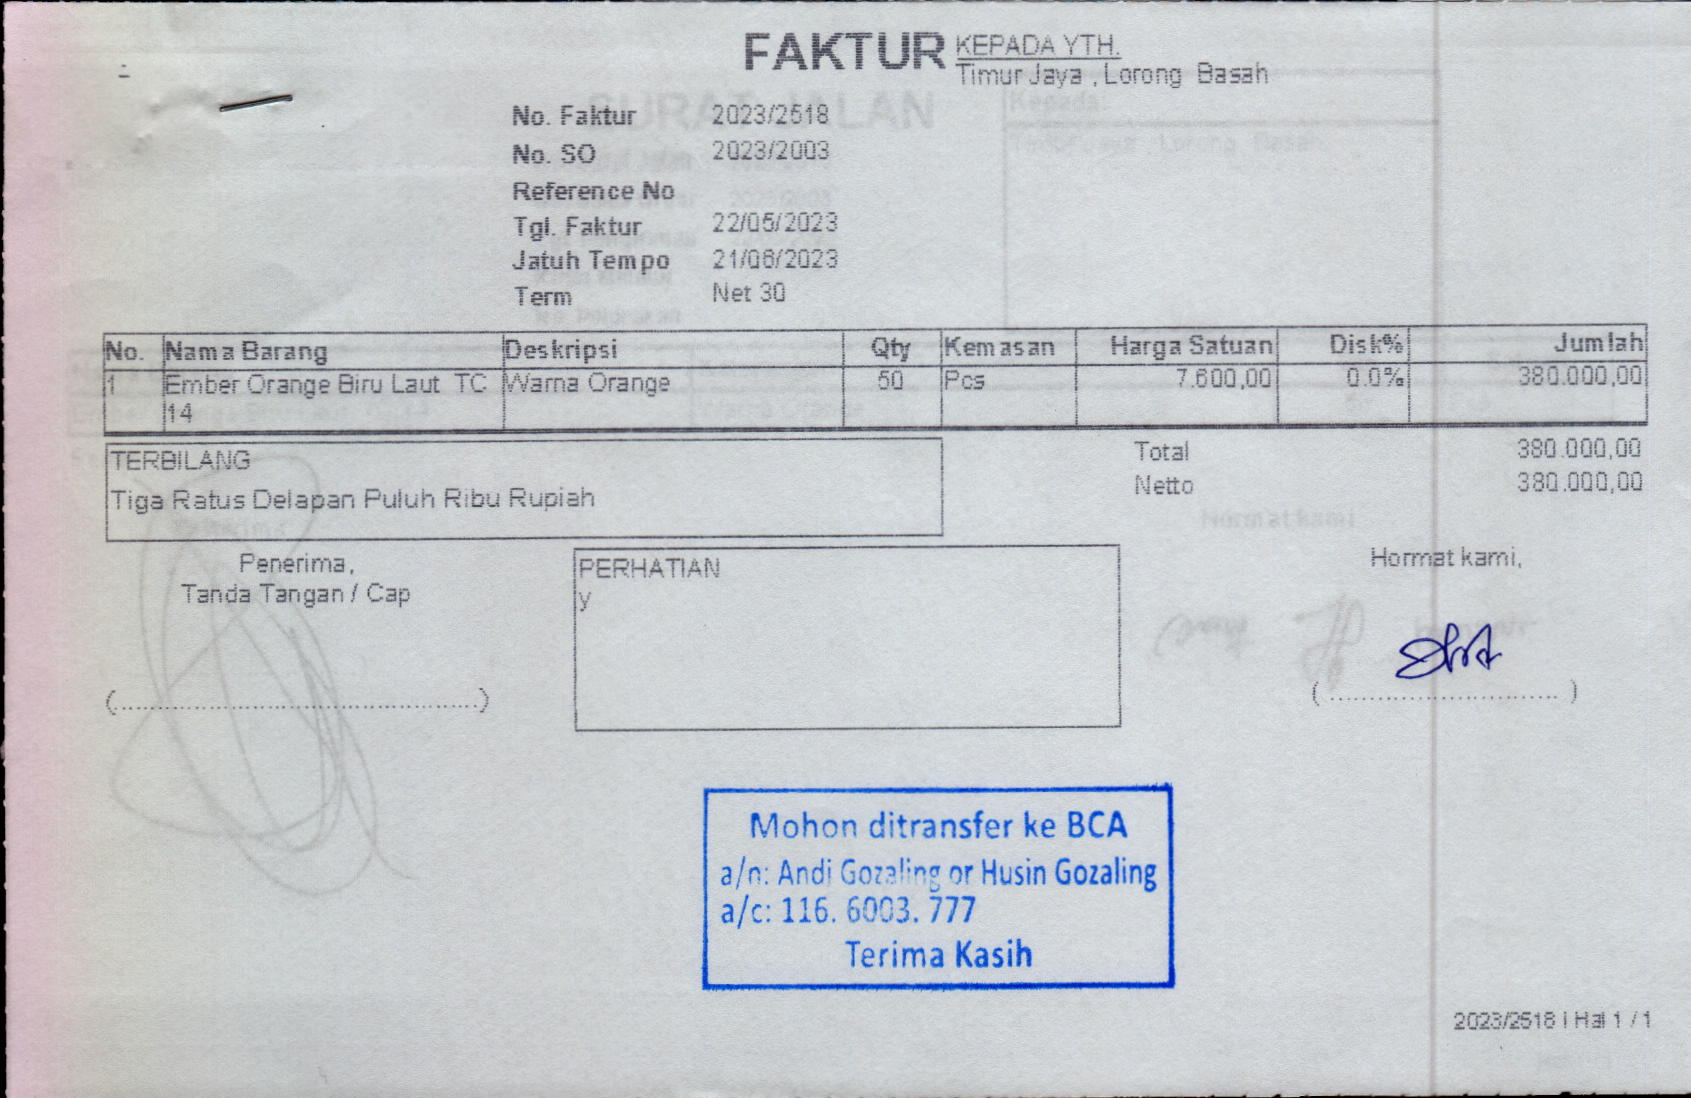 FAKTUR
KEPADA YTH.
Timur Jaya , Lorong Basah
No. Faktur 2023/2518
No. SO 2023/2003
Reference No
Tgl. Faktur 22/05/2023
Jatuh Tempo 21/06/2023
Term Net 30
No. Nama Barang Deskripsi Qty Kemasan Harga Satuan Disk% Jumlah
1 Ember Orange Biru Laut TC Warna Orange 50 Pcs 7.600,00 0.0% 380.000,00
14
TERBILANG
Tiga Ratus Delapan Puluh Ribu Rupiah
Total 380.000,00
Netto 380.000,00
Penerima,
Tanda Tangan / Cap
PERHATIAN
y
Hormat kami,
Mohon ditransfer ke BCA
a/n: Andi Gozaling or Husin Gozaling
a/c: 116. 6003. 777
Terima Kasih
2023/2518 | Hal 1 / 1